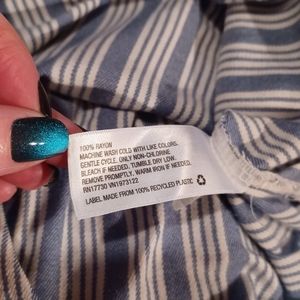 100% RAYON
MACHINE WASH COLD WITH LIKE COLORS,
GENTLE CYCLE. ONLY NON-CHLORINE
BLEACH IF NEEDED. TUMBLE DRY LOW.
REMOVE PROMPTLY, WARM IRON IF NEEDED.
RN17730 VN1973122
LABEL MADE FROM 100% RECYCLED PLASTIC